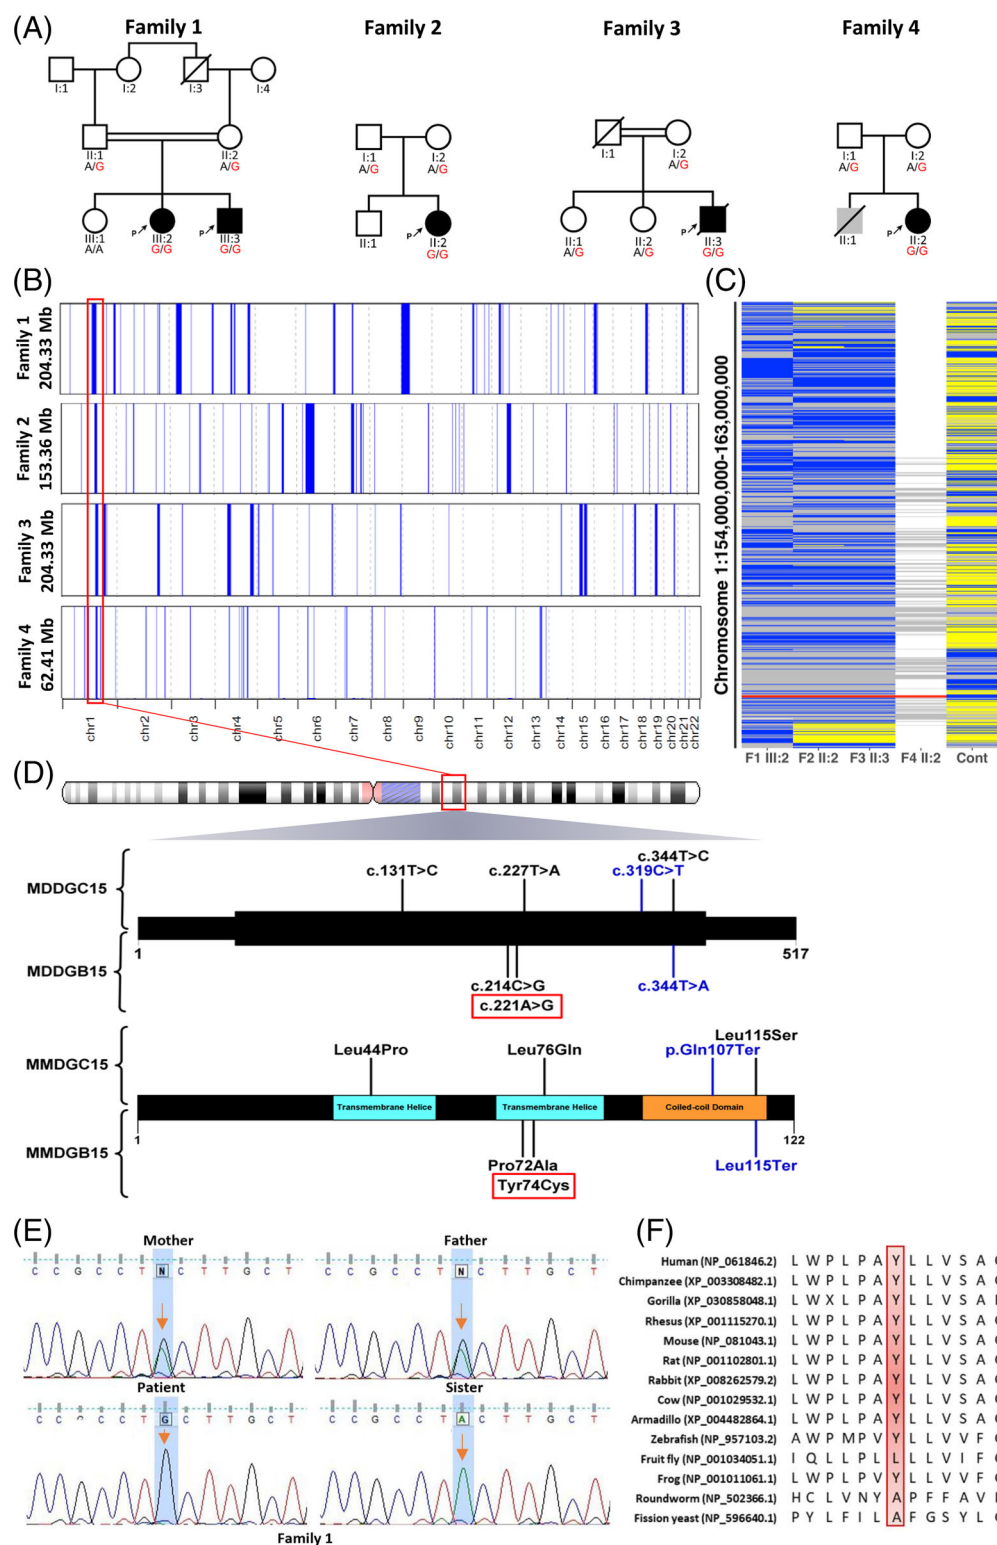 (A)
Family 1
Family 2
Family 3
Family 4
I:1
I:2
I:3
I:4
II:1
A/G
II:2
A/G
III:1
A/A
P
III:2
G/G
P
III:3
G/G
I:1
A/G
I:2
A/G
II:1
P
II:2
G/G
I:1
I:2
A/G
II:1
A/G
II:2
A/G
P
II:3
G/G
I:1
A/G
I:2
A/G
II:1
P
II:2
G/G
(B)
Family 1
204.33 Mb
Family 2
153.36 Mb
Family 3
204.33 Mb
Family 4
62.41 Mb
chr1
chr2
chr3
chr4
chr5
chr6
chr7
chr8
chr9
chr10
chr11
chr12
chr13
chr14
chr15
chr16
chr17
chr18
chr19
chr20
chr21
chr22
(C)
Chromosome 1:154,000,000-163,000,000
F1 III:2
F2 II:2
F3 II:3
F4 II:2
Cont
(D)
MDDGC15
c.131T>C
c.227T>A
c.344T>C
c.319C>T
1
517
MDDGB15
c.214C>G
c.221A>G
c.344T>A
MMDGC15
Leu44Pro
Leu76Gln
Leu115Ser
p.Gln107Ter
Transmembrane Helice
Transmembrane Helice
Coiled-coil Domain
1
122
MMDGB15
Pro72Ala
Tyr74Cys
Leu115Ter
(E)
Mother
C C G C C T N C T T G C T
Father
C C G C C T N C T T G C T
Patient
C C C C T G C T T G C T
Sister
C C G C C T A C T T G C T
Family 1
(F)
Human (NP_061846.2) L W P L P A Y L L V S A
Chimpanzee (XP_003308482.1) L W P L P A Y L L V S A
Gorilla (XP_030858048.1) L W X L P A Y L L V S A
Rhesus (XP_001115270.1) L W P L P A Y L L V S A
Mouse (NP_081043.1) L W P L P A Y L L V S A
Rat (NP_001102801.1) L W P L P A Y L L V S A
Rabbit (XP_008262579.2) L W P L P A Y L L V S A
Cow (NP_001029532.1) L W P L P A Y L L V S A
Armadillo (XP_004482864.1) L W P L P A Y L L V S A
Zebrafish (NP_957103.2) A W P M P V Y L L V V F
Fruit fly (NP_001034051.1) I Q L L P L L L L V I F
Frog (NP_001011061.1) L W P L P V Y L L V V F
Roundworm (NP_502366.1) H C L V N Y A P F F A V
Fission yeast (NP_596640.1) P Y L F I L A F G S Y L